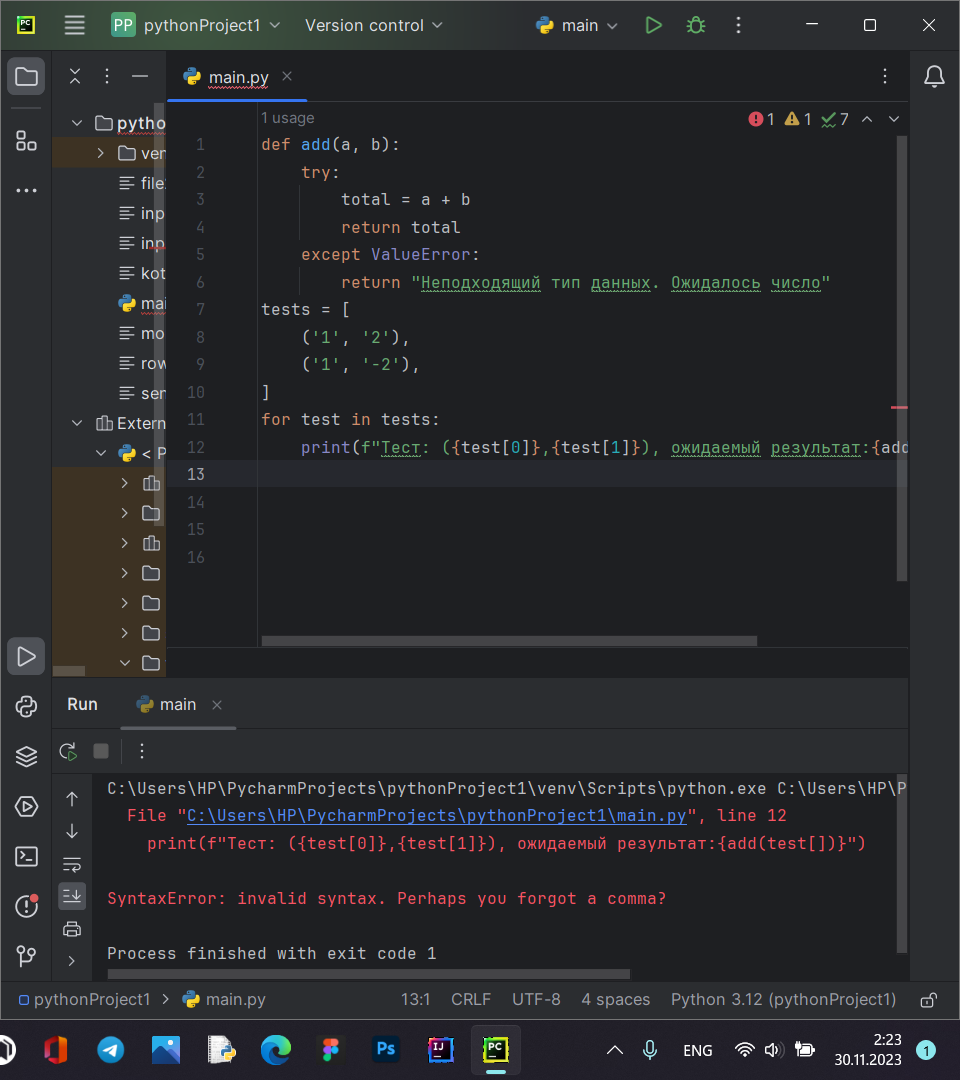 PC
PP pythonProject1 Version control main
main.py
pytho
ver
file
inp
inp
kot
mai
mo
row
sen
Extern
< P
1 usage
1 1 7
1 def add(a, b):
2 try:
3 total = a + b
4 return total
5 except ValueError:
6 return "Неподходящий тип данных. Ожидалось число"
7 tests = [
8 ('1', '2'),
9 ('1', '-2'),
10 ]
11 for test in tests:
12 print(f"Тест: ({test[0]},{test[1]}), ожидаемый результат:{add
13
14
15
16
Run main
C:\Users\HP\PycharmProjects\pythonProject1\venv\Scripts\python.exe C:\Users\HP\P
File "C:\Users\HP\PycharmProjects\pythonProject1\main.py", line 12
print(f"Тест: ({test[0]},{test[1]}), ожидаемый результат:{add(test[])}")
SyntaxError: invalid syntax. Perhaps you forgot a comma?
Process finished with exit code 1
pythonProject1 > main.py 13:1 CRLF UTF-8 4 spaces Python 3.12 (pythonProject1)
Ps IJ PC ENG 2:23
30.11.2023 1